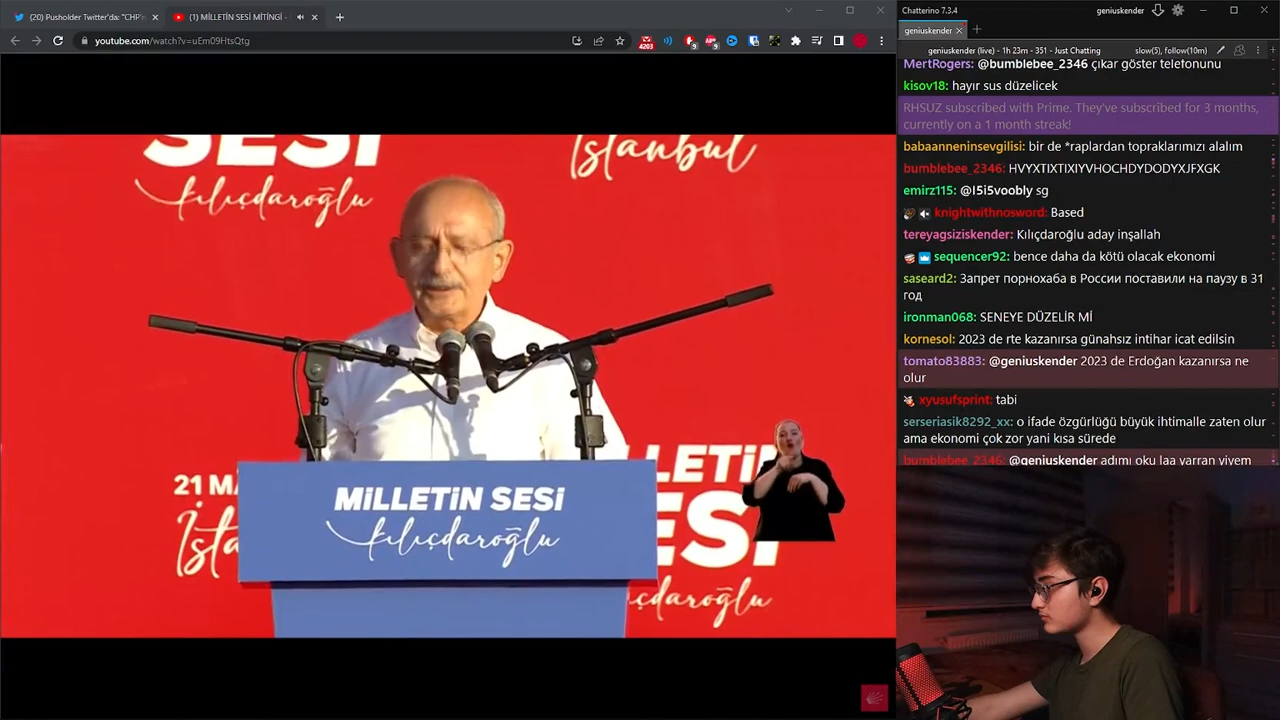 (20) Pusholder Twitter'da: "CHP'n
(1) MİLLETİN SESİ MİTİNGİ -
youtube.com/watch?v=uEm09HtsQtg
4203
SESİ
kılıçdaroğlu
İstanbul
21 MA
İsta
MİLLETİN SESİ
kılıçdaroğlu
LLETİN
ESİ
çdaroğlu
Chatterino 7.3.4
geniuskender
geniuskender
geniuskender (live) - 1h 23m - 351 - Just Chatting
slow(5), follow(10m)
MertRogers: @bumblebee_2346 çıkar göster telefonunu
kisov18: hayır sus düzelicek
RHSUZ subscribed with Prime. They've subscribed for 3 months,
currently on a 1 month streak!
babaanneninsevgilisi: bir de *raplardan topraklarımızı alalım
bumblebee_2346: HVYXTIXTIXIYVHOCHDYDODYXJFXGK
emirz115: @I5i5voobly sg
knightwithnosword: Based
tereyagsiziskender: Kılıçdaroğlu aday inşallah
sequencer92: bence daha da kötü olacak ekonomi
saseard2: Запрет порнохаба в России поставили на паузу в 31
год
ironman068: SENEYE DÜZELİR Mİ
kornesol: 2023 de rte kazanırsa günahsız intihar icat edilsin
tomato83883: @geniuskender 2023 de Erdoğan kazanırsa ne
olur
xyusufsprint: tabi
serseriasik8292_xx: o ifade özgürlüğü büyük ihtimalle zaten olur
ama ekonomi çok zor yani kısa sürede
bumblebee_2346: @geniuskender adımı oku laa yarran yiyem